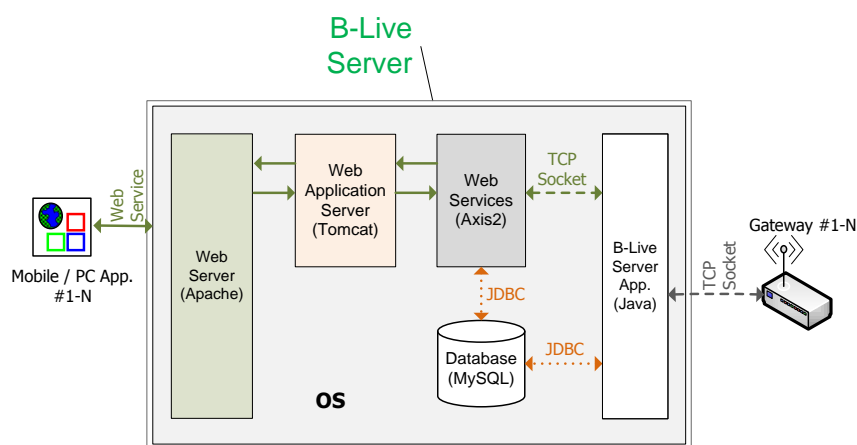 B-Live
Server
Web
Service
Mobile / PC App.
#1-N
Web
Server
(Apache)
Web
Application
Server
(Tomcat)
Web
Services
(Axis2)
TCP
Socket
JDBC
Database
(MySQL)
JDBC
B-Live
Server
App.
(Java)
TCP
Socket
Gateway #1-N
OS